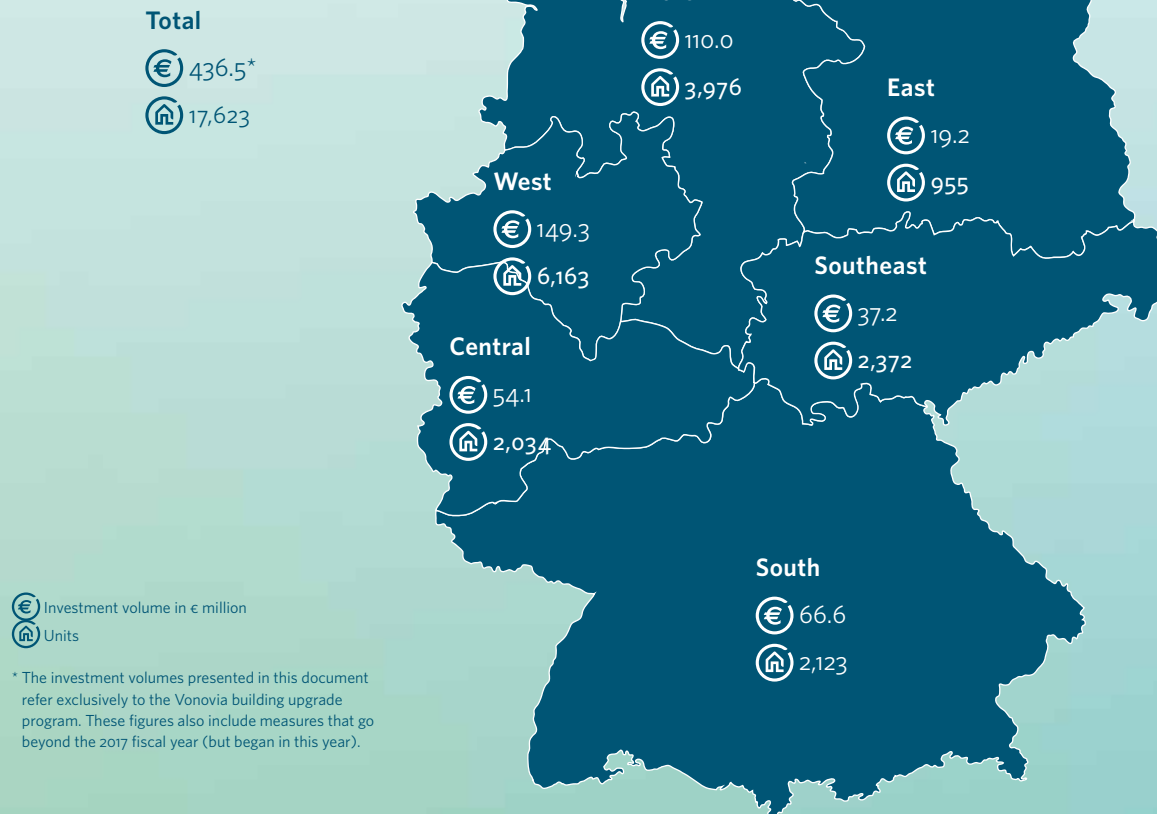 Total
€ 436.5*
17,623
€ 110.0
3,976
East
€ 19.2
955
West
€ 149.3
6,163
Southeast
€ 37.2
2,372
Central
€ 54.1
2,034
South
€ 66.6
2,123
€ Investment volume in € million
Units
* The investment volumes presented in this document
refer exclusively to the Vonovia building upgrade
program. These figures also include measures that go
beyond the 2017 fiscal year (but began in this year).